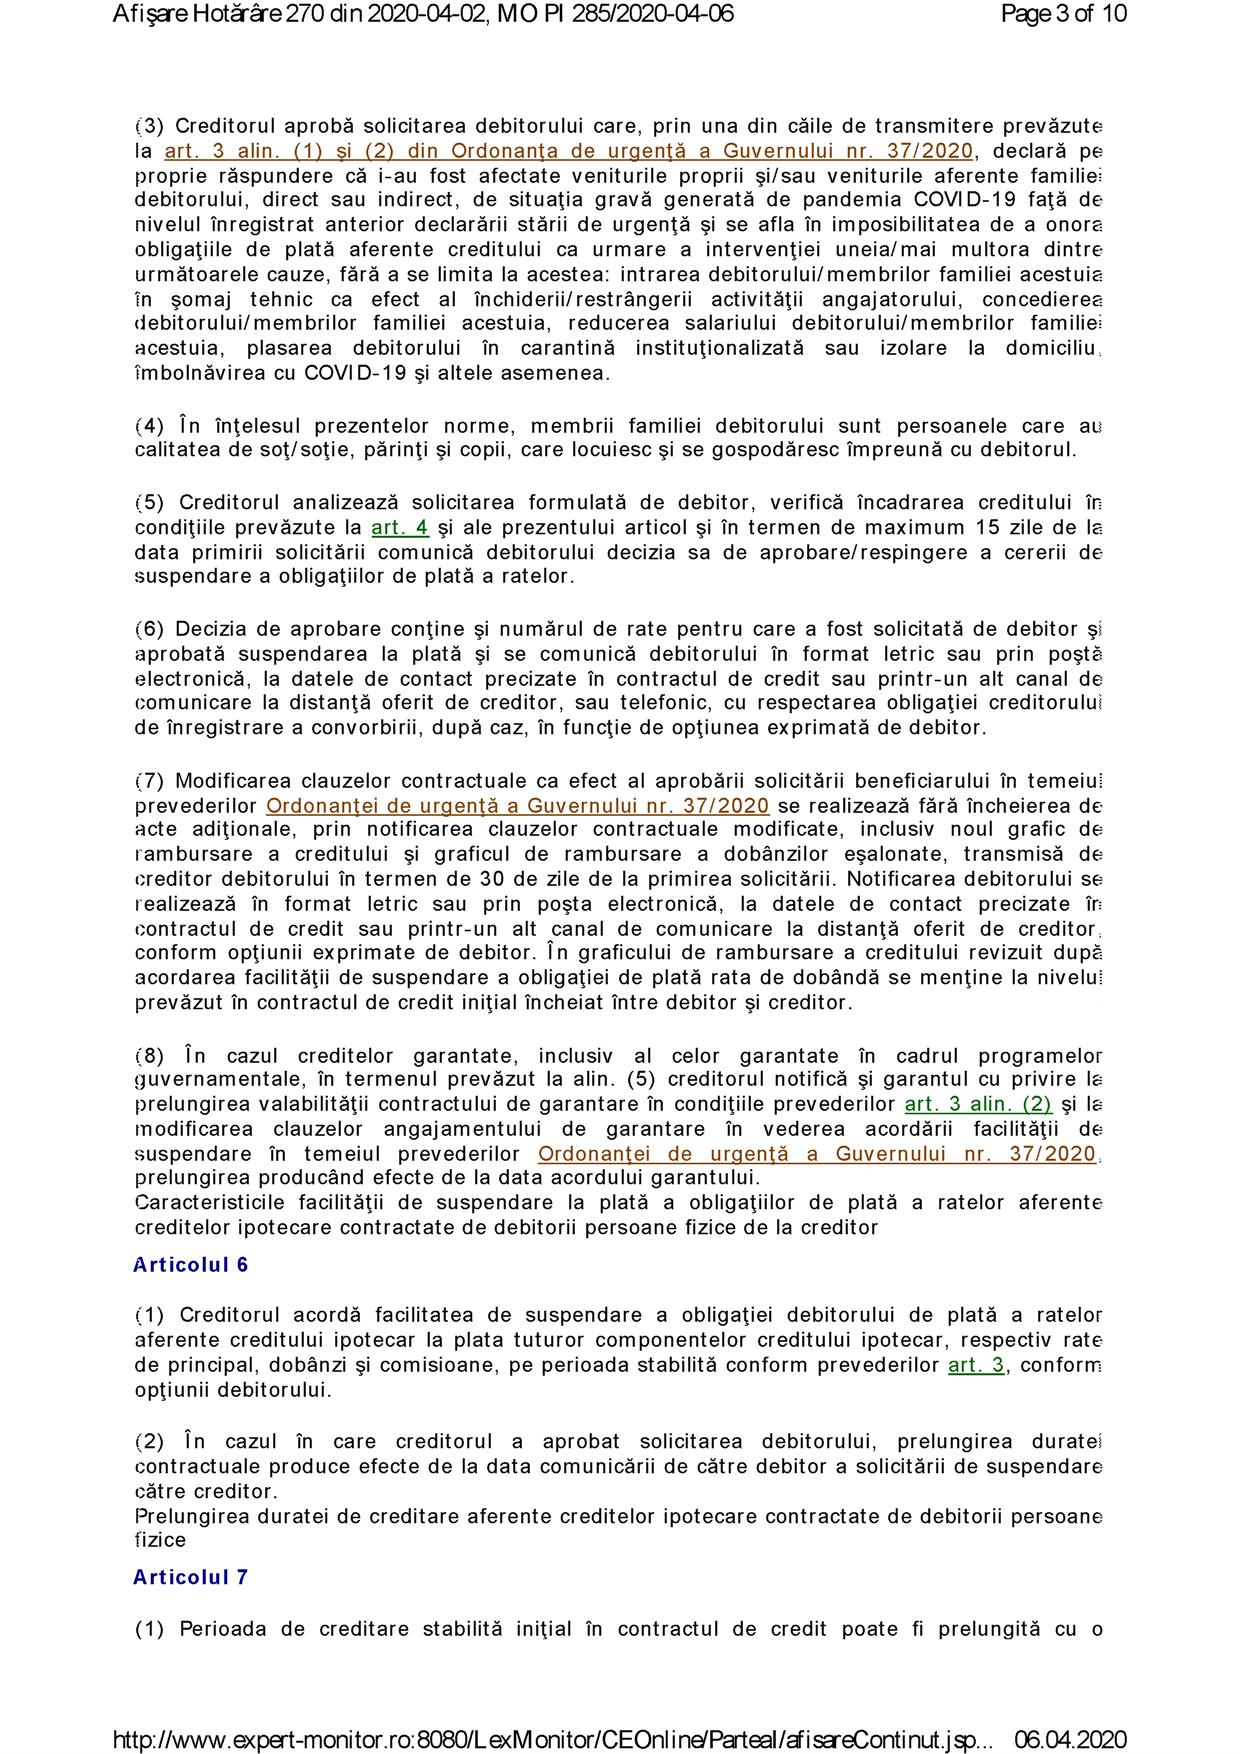 Afişare Hotărâre 270 din 2020-04-02, MO PI 285/2020-04-06 Page 3 of 10
(3) Creditorul aprobă solicitarea debitorului care, prin una din căile de transmitere prevăzute
la art. 3 alin. (1) şi (2) din Ordonanţa de urgenţă a Guvernului nr. 37/2020, declară pe
proprie răspundere că i-au fost afectate veniturile proprii şi/sau veniturile aferente familiei
debitorului, direct sau indirect, de situaţia gravă generată de pandemia COVID-19 faţă de
nivelul înregistrat anterior declarării stării de urgenţă şi se afla în imposibilitatea de a onora
obligaţiile de plată aferente creditului ca urmare a intervenţiei uneia/mai multora dintre
următoarele cauze, fără a se limita la acestea: intrarea debitorului/membrilor familiei acestuia
în şomaj tehnic ca efect al închiderii/restrângerii activităţii angajatorului, concedierea
debitorului/membrilor familiei acestuia, reducerea salariului debitorului/membrilor familiei
acestuia, plasarea debitorului în carantină instituţionalizată sau izolare la domiciliu,
îmbolnăvirea cu COVID-19 şi altele asemenea.
(4) În înţelesul prezentelor norme, membrii familiei debitorului sunt persoanele care au
calitatea de soţ/soţie, părinţi şi copii, care locuiesc şi se gospodăresc împreună cu debitorul.
(5) Creditorul analizează solicitarea formulată de debitor, verifică încadrarea creditului în
condiţiile prevăzute la art. 4 şi ale prezentului articol şi în termen de maximum 15 zile de la
data primirii solicitării comunică debitorului decizia sa de aprobare/respingere a cererii de
suspendare a obligaţiilor de plată a ratelor.
(6) Decizia de aprobare conţine şi numărul de rate pentru care a fost solicitată de debitor şi
aprobată suspendarea la plată şi se comunică debitorului în format letric sau prin poştă
electronică, la datele de contact precizate în contractul de credit sau printr-un alt canal de
comunicare la distanţă oferit de creditor, sau telefonic, cu respectarea obligaţiei creditorului
de înregistrare a convorbirii, după caz, în funcţie de opţiunea exprimată de debitor.
(7) Modificarea clauzelor contractuale ca efect al aprobării solicitării beneficiarului în temeiul
prevederilor Ordonanţei de urgenţă a Guvernului nr. 37/2020 se realizează fără încheierea de
acte adiţionale, prin notificarea clauzelor contractuale modificate, inclusiv noul grafic de
rambursare a creditului şi graficul de rambursare a dobânzilor eşalonate, transmisă de
creditor debitorului în termen de 30 de zile de la primirea solicitării. Notificarea debitorului se
realizează în format letric sau prin poşta electronică, la datele de contact precizate în
contractul de credit sau printr-un alt canal de comunicare la distanţă oferit de creditor,
conform opţiunii exprimate de debitor. În graficului de rambursare a creditului revizuit după
acordarea facilităţii de suspendare a obligaţiei de plată rata de dobândă se menţine la nivelul
prevăzut în contractul de credit iniţial încheiat între debitor şi creditor.
(8) În cazul creditelor garantate, inclusiv al celor garantate în cadrul programelor
guvernamentale, în termenul prevăzut la alin. (5) creditorul notifică şi garantul cu privire la
prelungirea valabilităţii contractului de garantare în condiţiile prevederilor art. 3 alin. (2) şi la
modificarea clauzelor angajamentului de garantare în vederea acordării facilităţii de
suspendare în temeiul prevederilor Ordonanţei de urgenţă a Guvernului nr. 37/2020,
prelungirea producând efecte de la data acordului garantului.
Caracteristicile facilităţii de suspendare la plată a obligaţiilor de plată a ratelor aferente
creditelor ipotecare contractate de debitorii persoane fizice de la creditor
Articolul 6
(1) Creditorul acordă facilitatea de suspendare a obligaţiei debitorului de plată a ratelor
aferente creditului ipotecar la plata tuturor componentelor creditului ipotecar, respectiv rate
de principal, dobânzi şi comisioane, pe perioada stabilită conform prevederilor art. 3, conform
opţiunii debitorului.
(2) În cazul în care creditorul a aprobat solicitarea debitorului, prelungirea duratei
contractuale produce efecte de la data comunicării de către debitor a solicitării de suspendare
către creditor.
Prelungirea duratei de creditare aferente creditelor ipotecare contractate de debitorii persoane
fizice
Articolul 7
(1) Perioada de creditare stabilită iniţial în contractul de credit poate fi prelungită cu o
http://www.expert-monitor.ro:8080/LexMonitor/CEOnline/ParteaI/afisareContinut.jsp... 06.04.2020